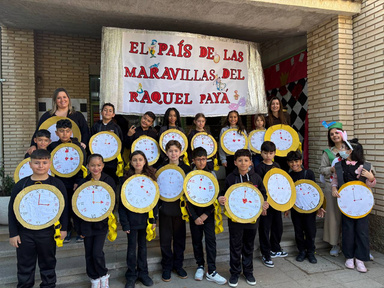 EL PAÍS DE LAS
MARAVILLAS DEL
RAQUEL PAYÁ